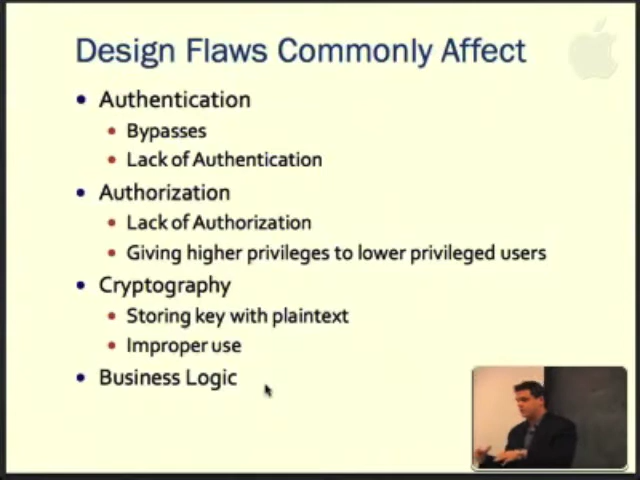 Design Flaws Commonly Affect
Authentication
Bypasses
Lack of Authentication
Authorization
Lack of Authorization
Giving higher privileges to lower privileged users
Cryptography
Storing key with plaintext
Improper use
Business Logic